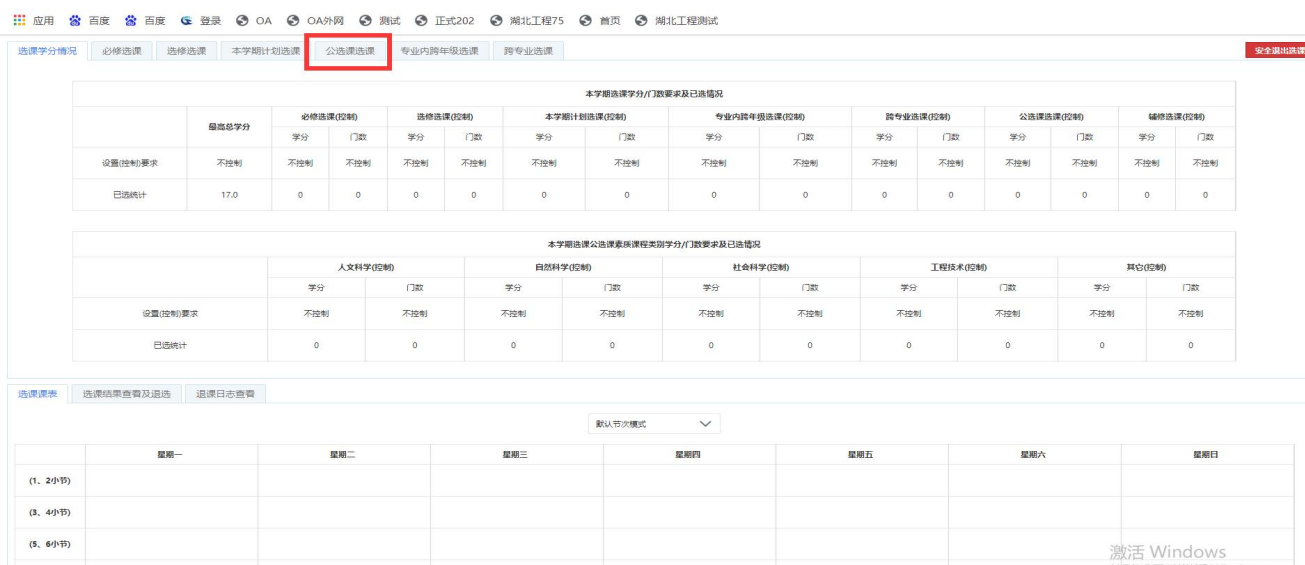 应用 百度 百度 登录 OA OA外网 测试 正式202 湖北工程75 首页 湖北工程测试
选课学分情况 必修选课 选修选课 本学期计划选课 公选课选课 专业内跨年级选课 跨专业选课 安全退出选课
本学期选课学分/门数要求及已选情况
最高总学分 必修选课(控制) 选修选课(控制) 本学期计划选课(控制) 专业内跨年级选课(控制) 跨专业选课(控制) 公选课选课(控制) 辅修选课(控制)
学分 门数 学分 门数 学分 门数 学分 门数 学分 门数 学分 门数 学分 门数
设置(控制)要求 不控制 不控制 不控制 不控制 不控制 不控制 不控制 不控制 不控制 不控制 不控制 不控制 不控制 不控制 不控制
已选统计 17.0 0 0 0 0 0 0 0 0 0 0 0 0 0 0
本学期选课公选课素质课程类别学分/门数要求及已选情况
人文科学(控制) 自然科学(控制) 社会科学(控制) 工程技术(控制) 其它(控制)
学分 门数 学分 门数 学分 门数 学分 门数 学分 门数
设置(控制)要求 不控制 不控制 不控制 不控制 不控制 不控制 不控制 不控制 不控制 不控制
已选统计 0 0 0 0 0 0 0 0 0 0
选课课表 选课结果查看及退选 退课日志查看
默认节次模式
星期一 星期二 星期三 星期四 星期五 星期六 星期日
(1、2小节)
(3、4小节)
(5、6小节)
激活 Windows